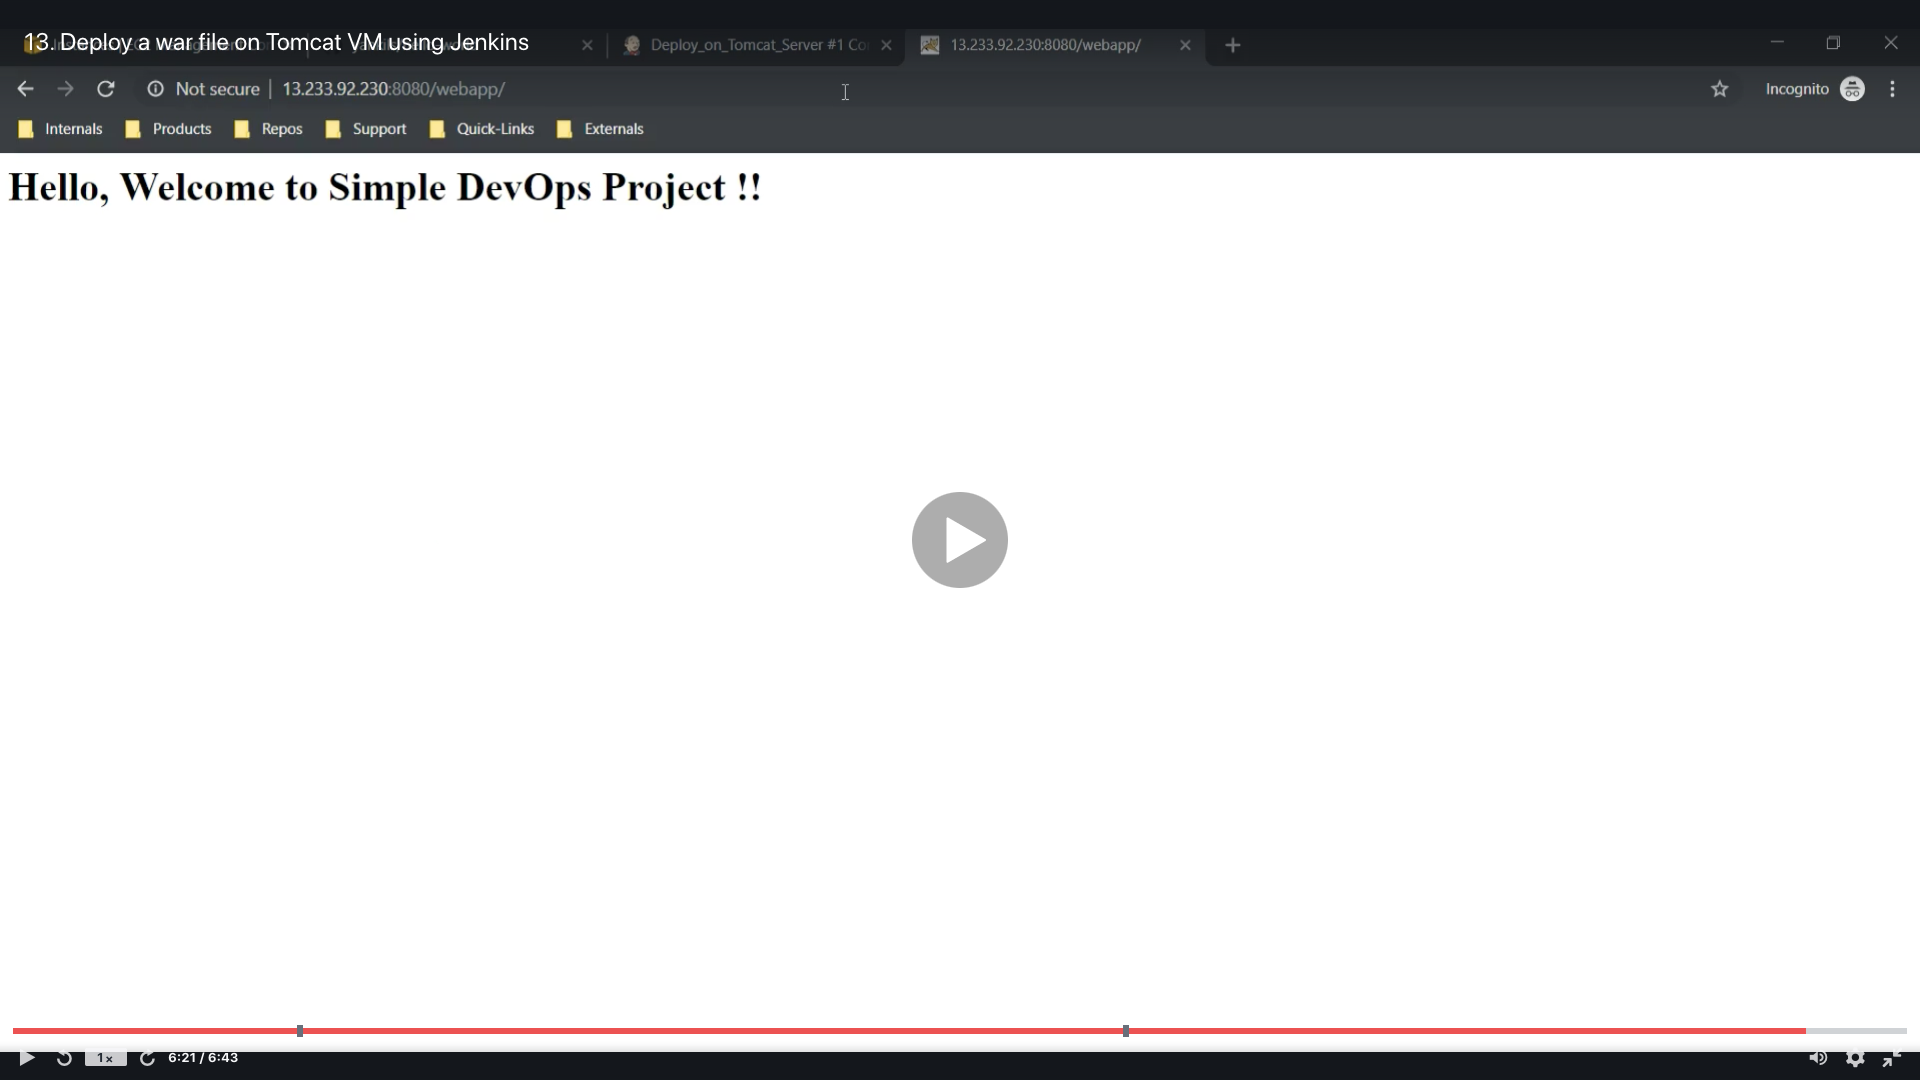 13. Deploy a war file on Tomcat VM using Jenkins
Deploy_on_Tomcat_Server #1 Co
13.233.92.230:8080/webapp/
Not secure
13.233.92.230:8080/webapp/
Incognito
Internals
Products
Repos
Support
Quick-Links
Externals
Hello, Welcome to Simple DevOps Project !!
1x
6:21 / 6:43